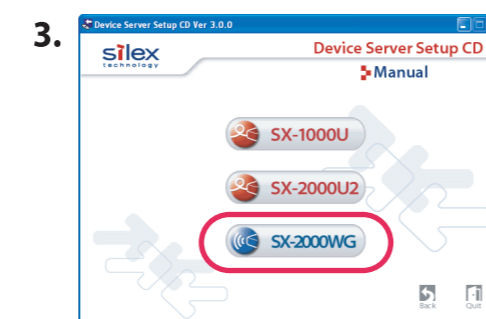 3.
Device Server Setup CD Ver 3.0.0
silex
technology
Device Server Setup CD
Manual
SX-1000U
SX-2000U2
SX-2000WG
Back
Quit